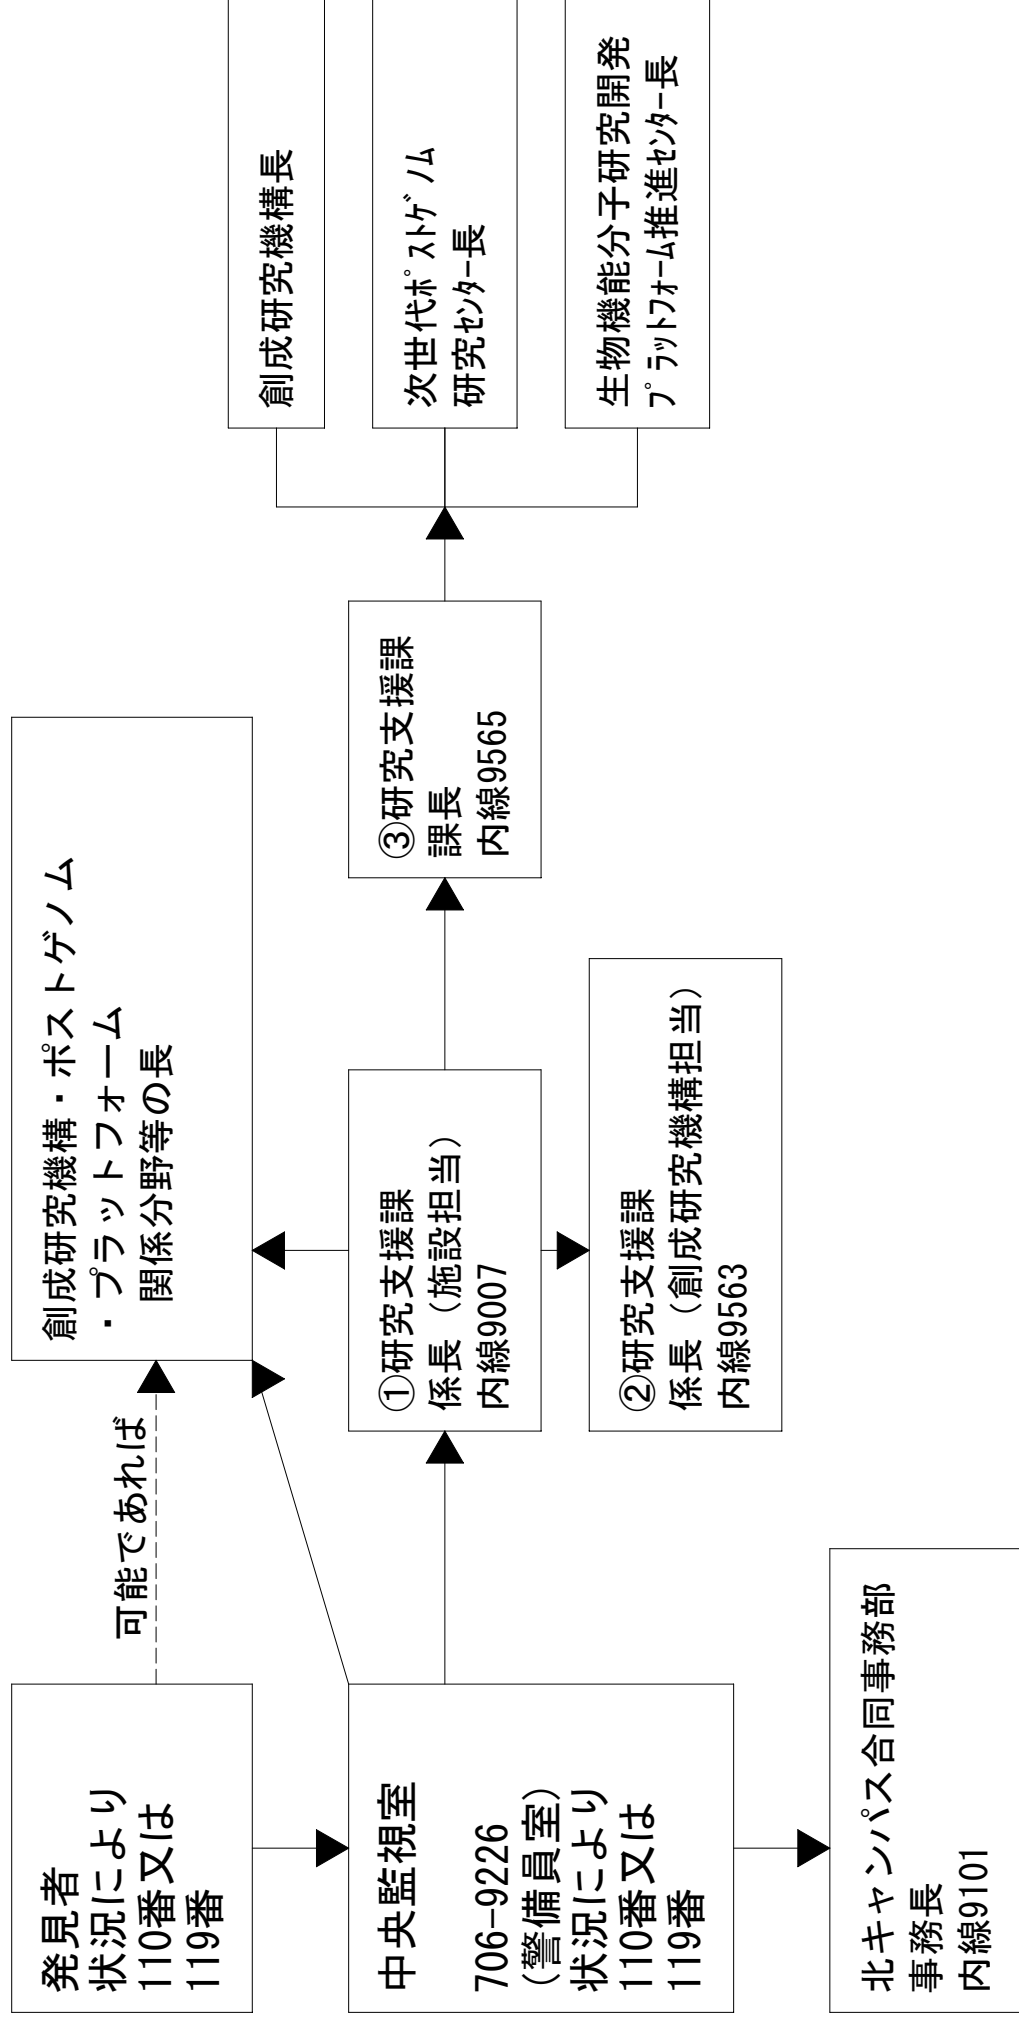 発見者
状況により
110番又は
119番
可能であれば
創成研究機構・ポストゲノム
・プラットフォーム
関係分野等の長
中央監視室
706-9226
(警備員室)
状況により
110番又は
119番
①研究支援課
係長（施設担当）
内線9007
②研究支援課
係長（創成研究機構担当）
内線9563
③研究支援課
課長
内線9565
創成研究機構長
次世代ﾎﾟｽﾄｹﾞﾉﾑ
研究ｾﾝﾀｰ長
生物機能分子研究開発
ﾌﾟﾗｯﾄﾌｫｰﾑ推進ｾﾝﾀｰ長
北キャンパス合同事務部
事務長
内線9101